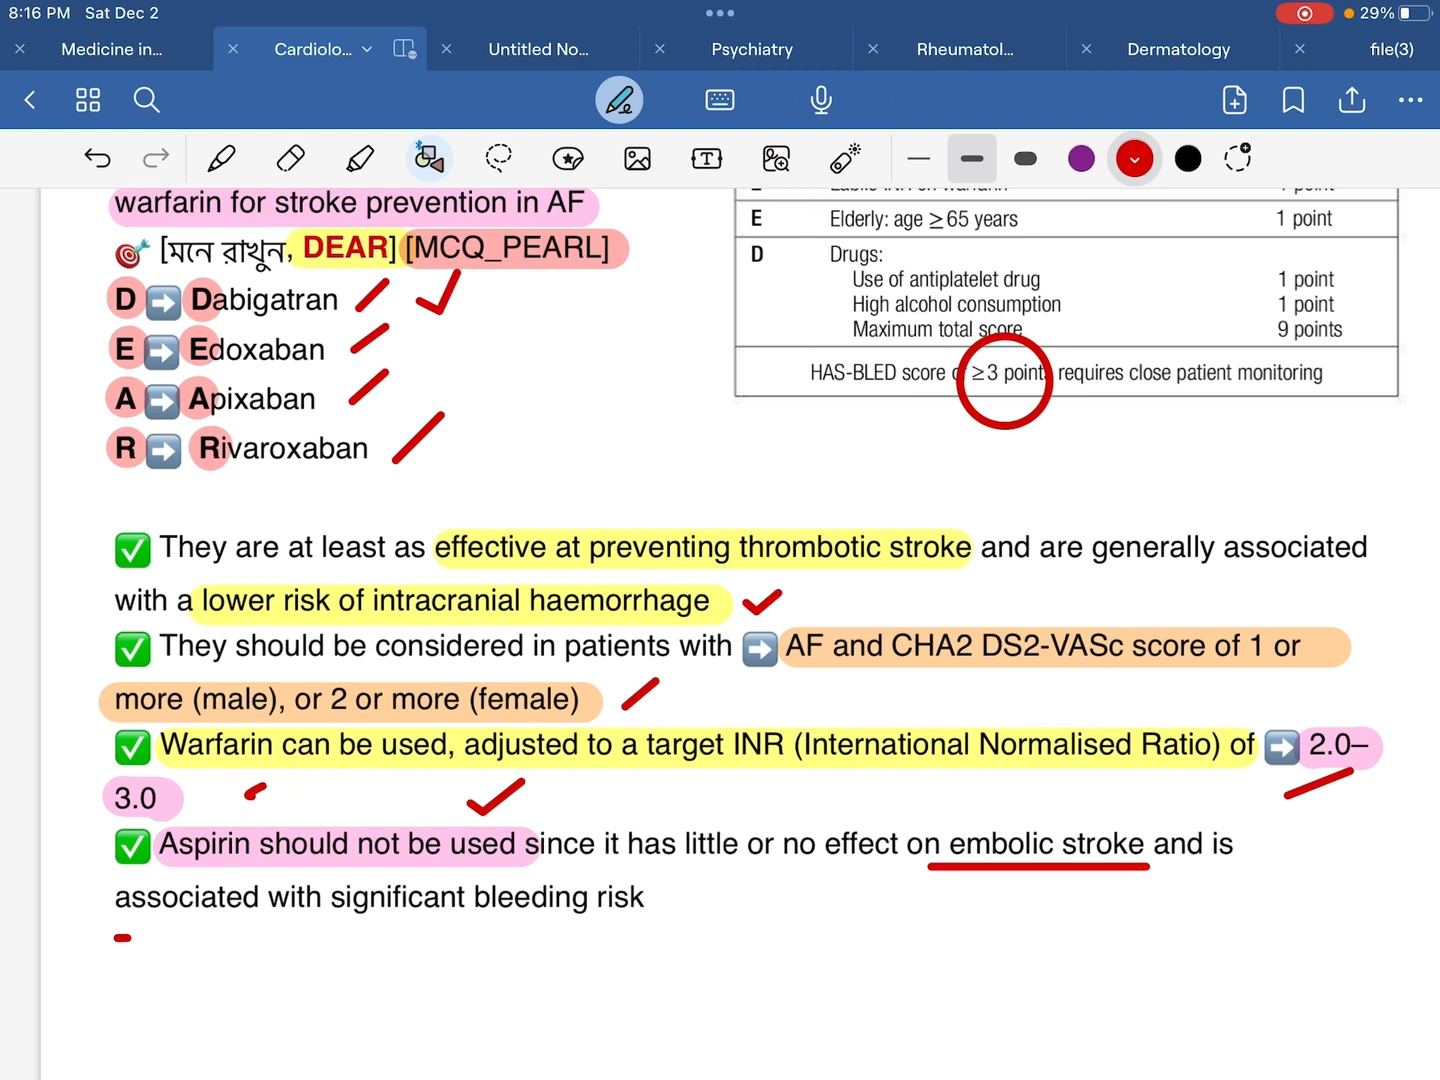 8:16 PM Sat Dec 2
29%
Medicine in...
Cardiolo...
Untitled No...
Psychiatry
Rheumatol...
Dermatology
file(3)
warfarin for stroke prevention in AF
[মনে রাখুন, DEAR] [MCQ_PEARL]
D Dabigatran
E Edoxaban
A Apixaban
R Rivaroxaban
E Elderly: age ≥65 years 1 point
D Drugs:
Use of antiplatelet drug 1 point
High alcohol consumption 1 point
Maximum total score 9 points
HAS-BLED score of ≥3 points requires close patient monitoring
They are at least as effective at preventing thrombotic stroke and are generally associated
with a lower risk of intracranial haemorrhage
They should be considered in patients with AF and CHA2 DS2-VASc score of 1 or
more (male), or 2 or more (female)
Warfarin can be used, adjusted to a target INR (International Normalised Ratio) of 2.0–
3.0
Aspirin should not be used since it has little or no effect on embolic stroke and is
associated with significant bleeding risk